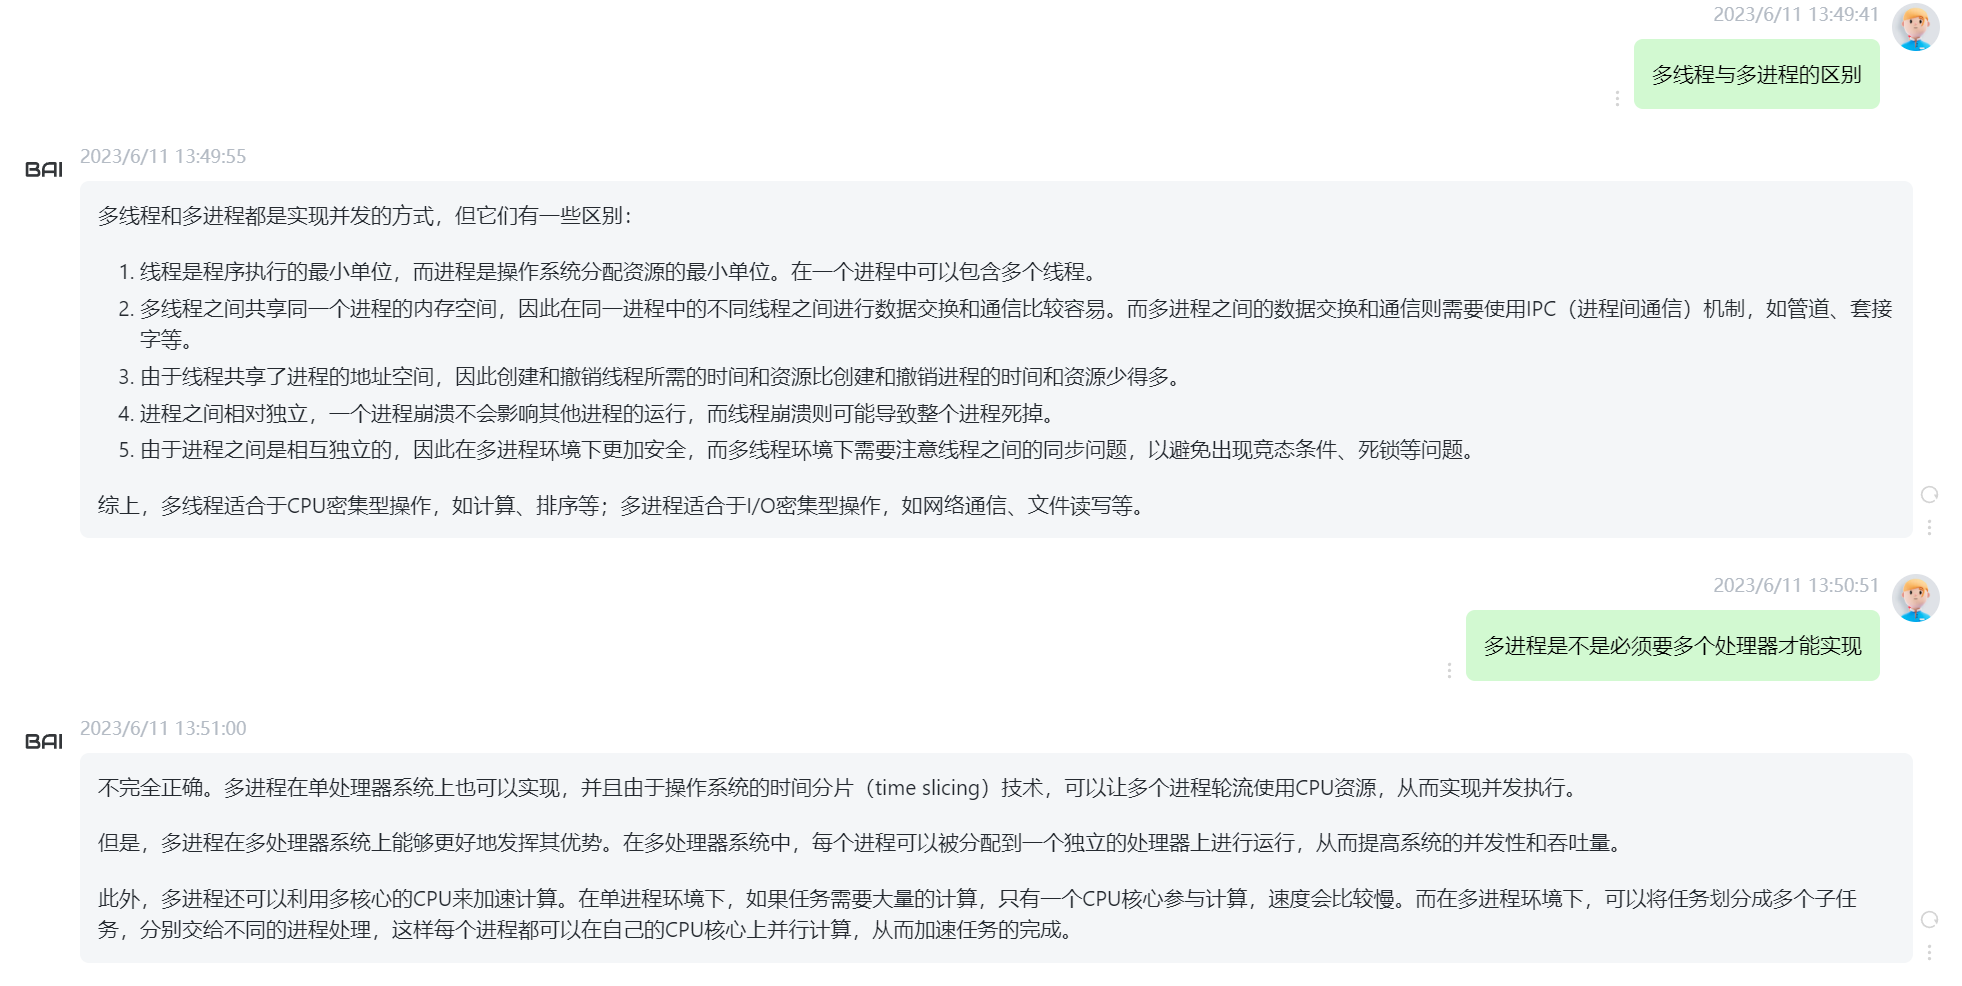 2023/6/11 13:49:41
多线程与多进程的区别
BAI
2023/6/11 13:49:55
多线程和多进程都是实现并发的方式，但它们有一些区别：
1. 线程是程序执行的最小单位，而进程是操作系统分配资源的最小单位。在一个进程中可以包含多个线程。
2. 多线程之间共享同一个进程的内存空间，因此在同一进程中的不同线程之间进行数据交换和通信比较容易。而多进程之间的数据交换和通信则需要使用IPC（进程间通信）机制，如管道、套接
字等。
3. 由于线程共享了进程的地址空间，因此创建和撤销线程所需的时间和资源比创建和撤销进程的时间和资源少得多。
4. 进程之间相对独立，一个进程崩溃不会影响其他进程的运行，而线程崩溃则可能导致整个进程死掉。
5. 由于进程之间是相互独立的，因此在多进程环境下更加安全，而多线程环境下需要注意线程之间的同步问题，以避免出现竞态条件、死锁等问题。
综上，多线程适合于CPU密集型操作，如计算、排序等；多进程适合于I/O密集型操作，如网络通信、文件读写等。
2023/6/11 13:50:51
多进程是不是必须要多个处理器才能实现
BAI
2023/6/11 13:51:00
不完全正确。多进程在单处理器系统上也可以实现，并且由于操作系统的时间分片（time slicing）技术，可以让多个进程轮流使用CPU资源，从而实现并发执行。
但是，多进程在多处理器系统上能够更好地发挥其优势。在多处理器系统中，每个进程可以被分配到一个独立的处理器上进行运行，从而提高系统的并发性和吞吐量。
此外，多进程还可以利用多核心的CPU来加速计算。在单进程环境下，如果任务需要大量的计算，只有一个CPU核心参与计算，速度会比较慢。而在多进程环境下，可以将任务划分成多个子任
务，分别交给不同的进程处理，这样每个进程都可以在自己的CPU核心上并行计算，从而加速任务的完成。